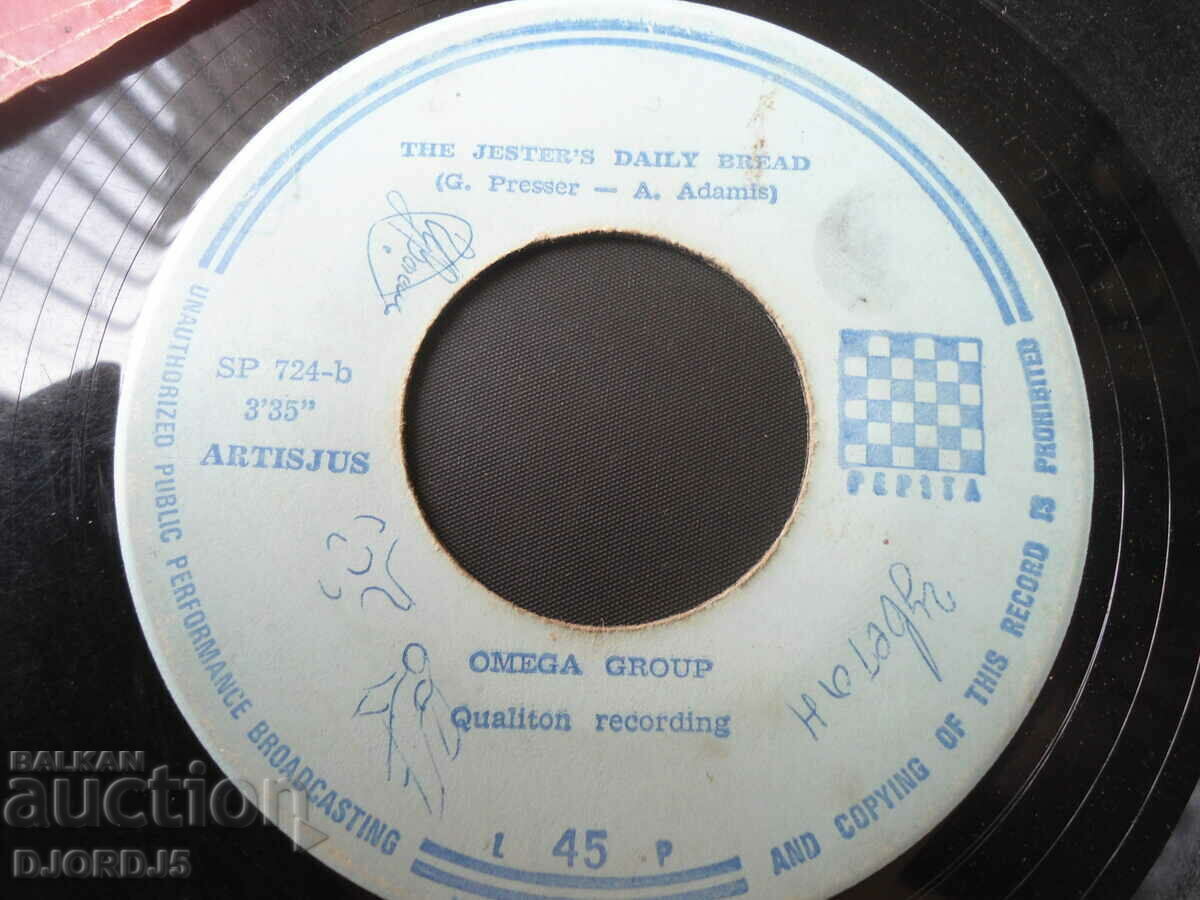 THE JESTER'S DAILY BREAD
(G. Presser — A. Adamis)
SP 724-b
3'35"
ARTISJUS
PEPITA
OMEGA GROUP
Qualiton recording
L 45 P
UNAUTHORIZED PUBLIC PERFORMANCE BROADCASTING
AND COPYING OF THIS RECORD IS PROHIBITED
BALKAN
auction
DJORDJ5